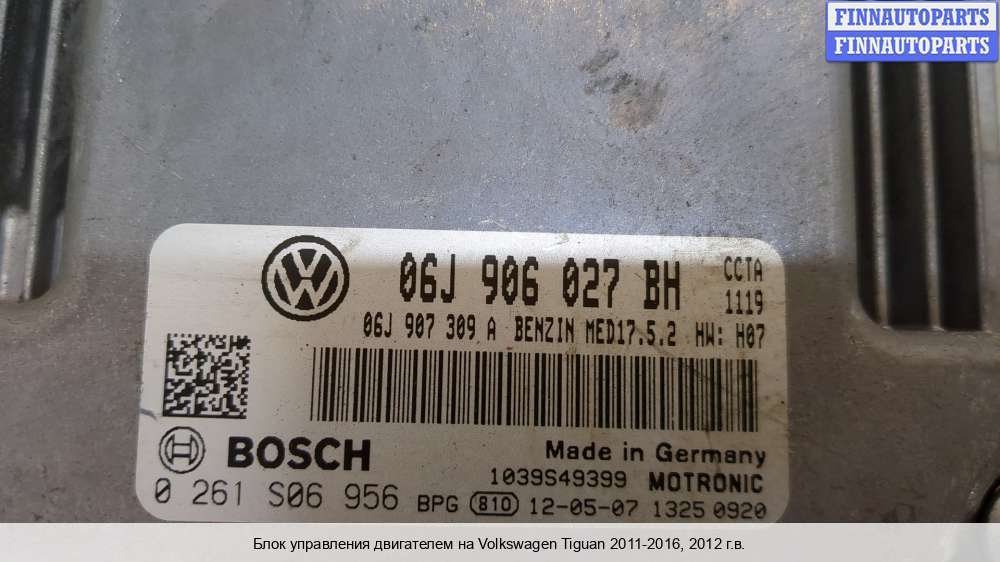 FINNAUTOPARTS
FINNAUTOPARTS
06J 906 027 BH CCTA
1119
06J 907 309 A BENZIN MED17.5.2 HW: H07
BOSCH Made in Germany
1039S49399 MOTRONIC
0 261 S06 956 BPG 810 12-05-07 1325 0920
Блок управления двигателем на Volkswagen Tiguan 2011-2016, 2012 г.в.